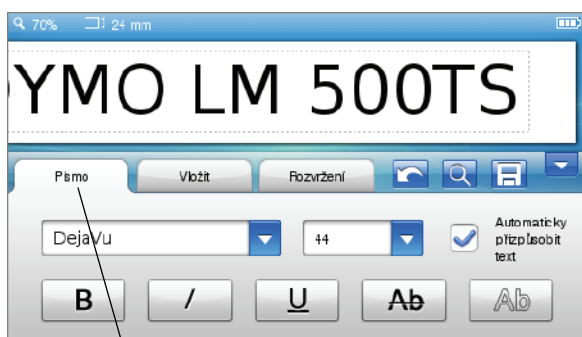 70% 24 mm
YMO LM 500TS
Písmo Vložit Rozvržení
DejaVu 44 Automaticky
přizpůsobit
text
B I U Ab Ab